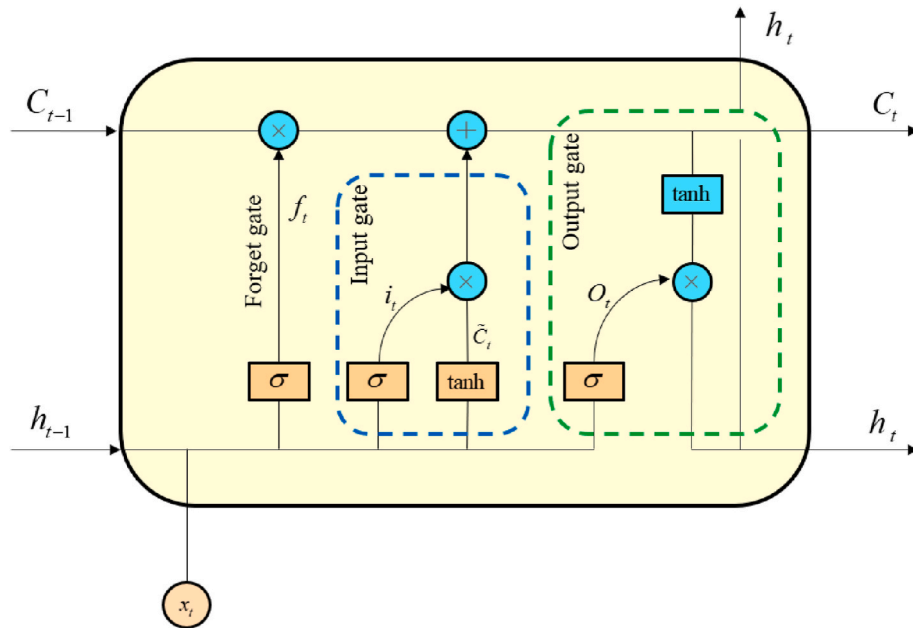 h_t
C_{t-1}
×
+
C_t
Forget gate
f_t
Input gate
Output gate
tanh
i_t
×
O_t
×
C̃_t
σ
σ
tanh
σ
h_{t-1}
h_t
x_t